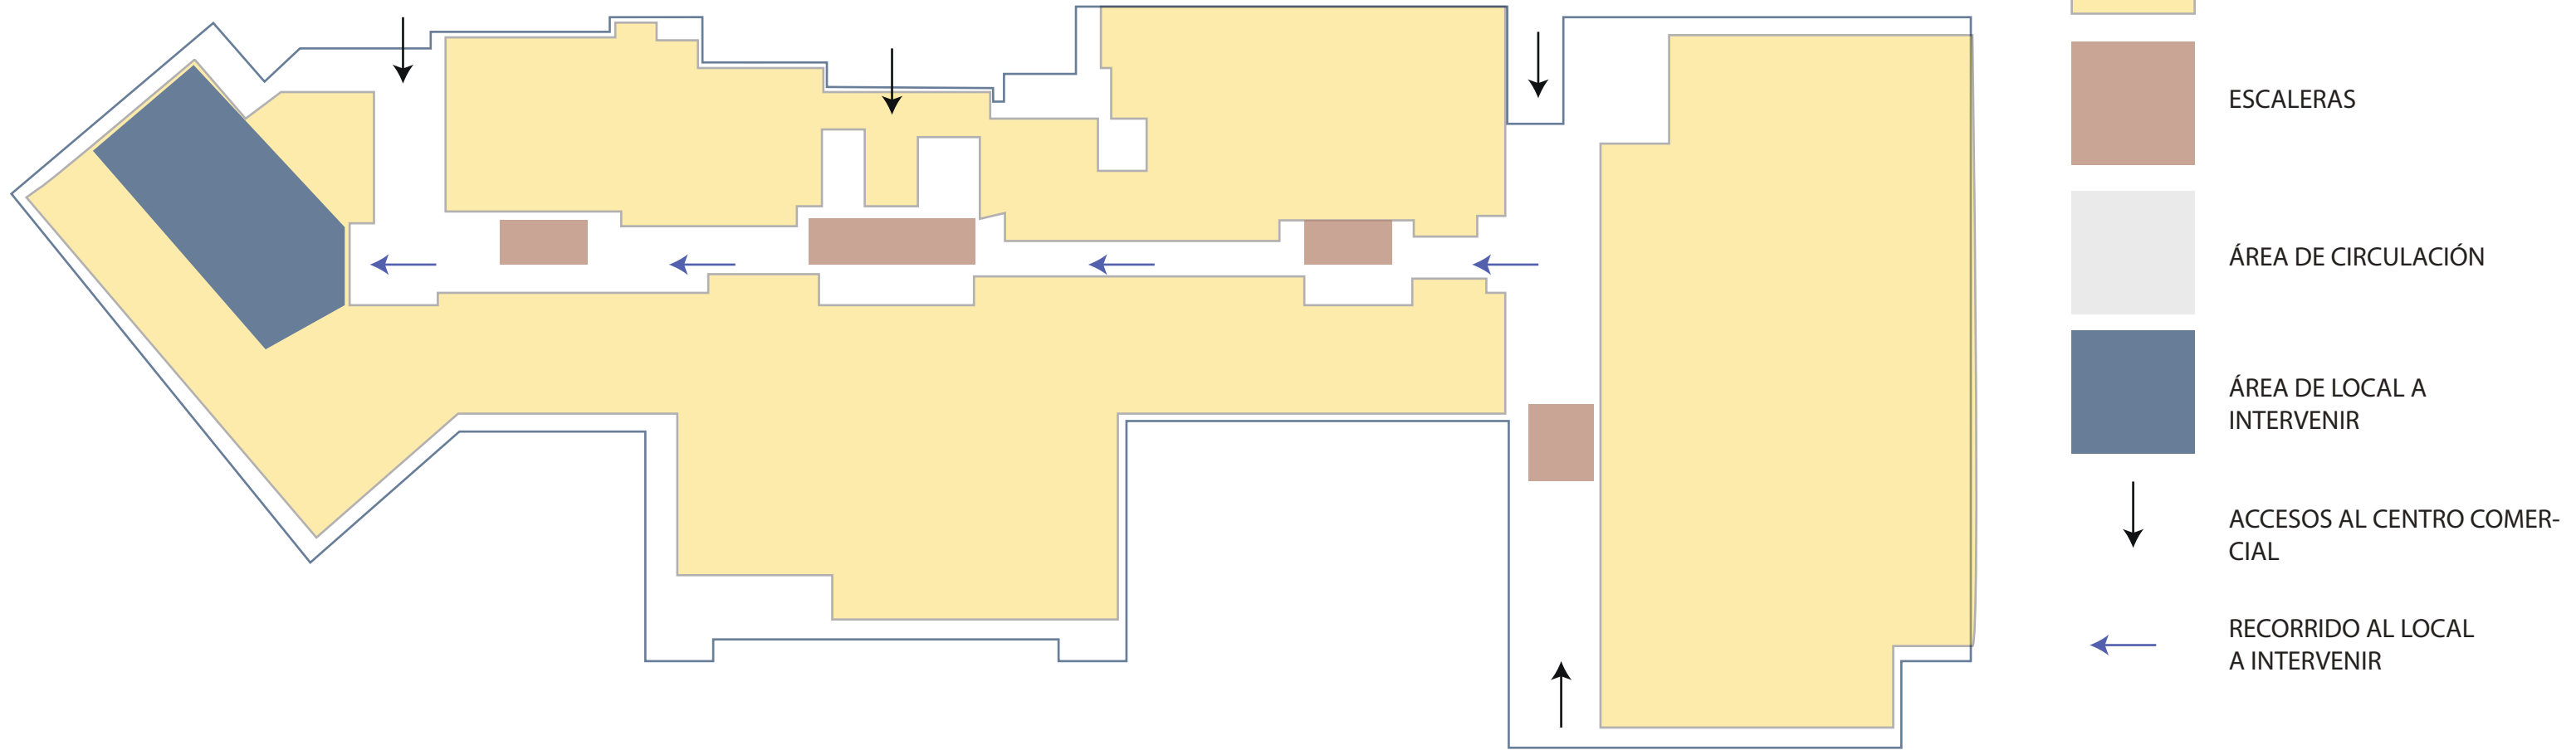 ESCALERAS
ÁREA DE CIRCULACIÓN
ÁREA DE LOCAL A
INTERVENIR
ACCESOS AL CENTRO COMER-
CIAL
RECORRIDO AL LOCAL
A INTERVENIR